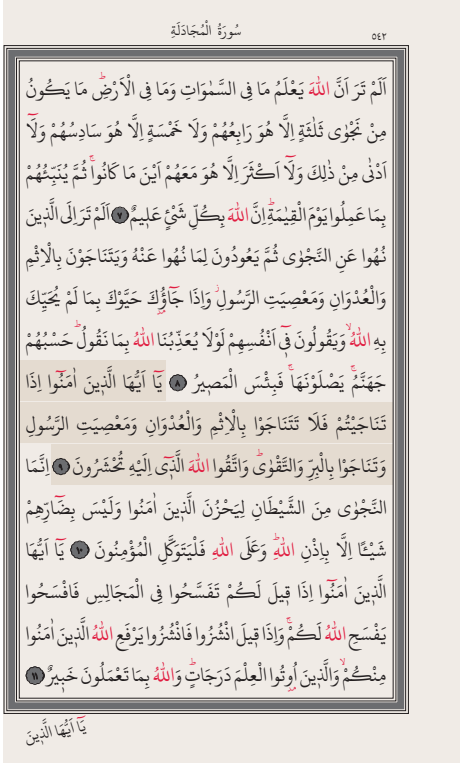 سُورَةُ الْمُجَادَلَةِ
٥٤٢
اَلَمْ تَرَ اَنَّ اللّٰهَ يَعْلَمُ مَا فِى السَّمٰوَاتِ وَمَا فِى الْاَرْضِۜ مَا يَكُونُ
مِنْ نَجْوٰى ثَلٰثَةٍ اِلَّا هُوَ رَابِعُهُمْ وَلَا خَمْسَةٍ اِلَّا هُوَ سَادِسُهُمْ وَلَٓا
اَدْنٰى مِنْ ذٰلِكَ وَلَٓا اَكْثَرَ اِلَّا هُوَ مَعَهُمْ اَيْنَ مَا كَانُواۚ ثُمَّ يُنَبِّئُهُمْ
بِمَا عَمِلُوا يَوْمَ الْقِيٰمَةِۜ اِنَّ اللّٰهَ بِكُلِّ شَيْءٍ عَلِيمٌ ﴿٧﴾ اَلَمْ تَرَ اِلَى الَّذِينَ
نُهُوا عَنِ النَّجْوٰى ثُمَّ يَعُودُونَ لِمَا نُهُوا عَنْهُ وَيَتَنَاجَوْنَ بِالْاِثْمِ
وَالْعُدْوَانِ وَمَعْصِيَتِ الرَّسُولِۘ وَاِذَا جَٓاؤُ۫كَ حَيَّوْكَ بِمَا لَمْ يُحَيِّكَ
بِهِ اللّٰهُۙ وَيَقُولُونَ فٖٓى اَنْفُسِهِمْ لَوْلَا يُعَذِّبُنَا اللّٰهُ بِمَا نَقُولُۜ حَسْبُهُمْ
جَهَنَّمُۚ يَصْلَوْنَهَاۚ فَبِئْسَ الْمَصِيرُ ﴿٨﴾ يَٓا اَيُّهَا الَّذِينَ اٰمَنُٓوا اِذَا
تَنَاجَيْتُمْ فَلَا تَتَنَاجَوْا بِالْاِثْمِ وَالْعُدْوَانِ وَمَعْصِيَتِ الرَّسُولِ
وَتَنَاجَوْا بِالْبِرِّ وَالتَّقْوٰىۜ وَاتَّقُوا اللّٰهَ الَّذٖٓى اِلَيْهِ تُحْشَرُونَ ﴿٩﴾ اِنَّمَا
النَّجْوٰى مِنَ الشَّيْطَانِ لِيَحْزُنَ الَّذِينَ اٰمَنُوا وَلَيْسَ بِضَٓارِّهِمْ
شَيْـًٔا اِلَّا بِاِذْنِ اللّٰهِۜ وَعَلَى اللّٰهِ فَلْيَتَوَكَّلِ الْمُؤْمِنُونَ ﴿١٠﴾ يَٓا اَيُّهَا
الَّذِينَ اٰمَنُٓوا اِذَا قِيلَ لَكُمْ تَفَسَّحُوا فِى الْمَجَالِسِ فَافْسَحُوا
يَفْسَحِ اللّٰهُ لَكُمْۚ وَاِذَا قِيلَ انْشُزُوا فَانْشُزُوا يَرْفَعِ اللّٰهُ الَّذِينَ اٰمَنُوا
مِنْكُمْۙ وَالَّذِينَ اُو۫تُوا الْعِلْمَ دَرَجَاتٍۜ وَاللّٰهُ بِمَا تَعْمَلُونَ خَبِيرٌ ﴿١١﴾
يَٓا اَيُّهَا الَّذِينَ